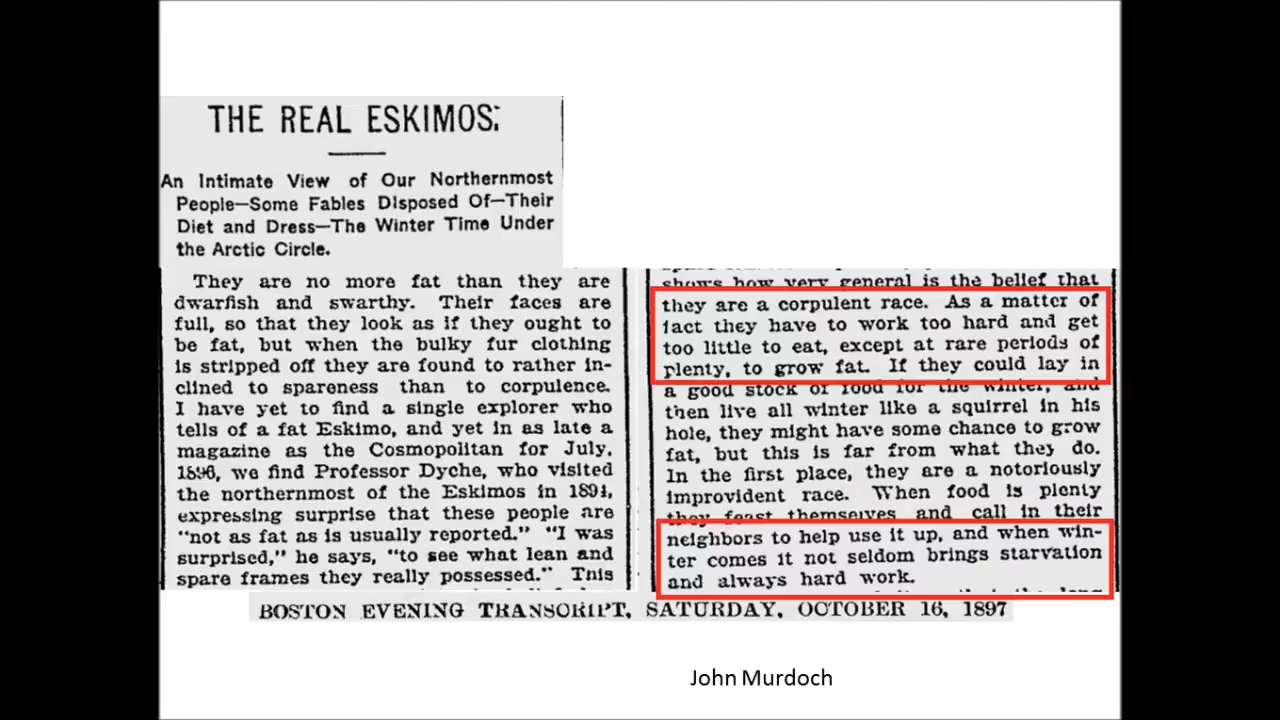 THE REAL ESKIMOS:
An Intimate View of Our Northernmost
People—Some Fables Disposed Of—Their
Diet and Dress—The Winter Time Under
the Arctic Circle.
They are no more fat than they are
dwarfish and swarthy. Their faces are
full, so that they look as if they ought to
be fat, but when the bulky fur clothing
is stripped off they are found to rather in-
clined to spareness than to corpulence.
I have yet to find a single explorer who
tells of a fat Eskimo, and yet in as late a
magazine as the Cosmopolitan for July,
1896, we find Professor Dyche, who visited
the northernmost of the Eskimos in 1894,
expressing surprise that these people are
"not as fat as is usually reported." "I was
surprised," he says, "to see what lean and
spare frames they really possessed." This
shows how very general is the belief that
they are a corpulent race. As a matter of
fact they have to work too hard and get
too little to eat, except at rare periods of
plenty, to grow fat. If they could lay in
a good stock of food for the winter, and
then live all winter like a squirrel in his
hole, they might have some chance to grow
fat, but this is far from what they do.
In the first place, they are a notoriously
improvident race. When food is plenty
they feast themselves and call in their
neighbors to help use it up, and when win-
ter comes it not seldom brings starvation
and always hard work.
BOSTON EVENING TRANSCRIPT, SATURDAY, OCTOBER 16, 1897
John Murdoch